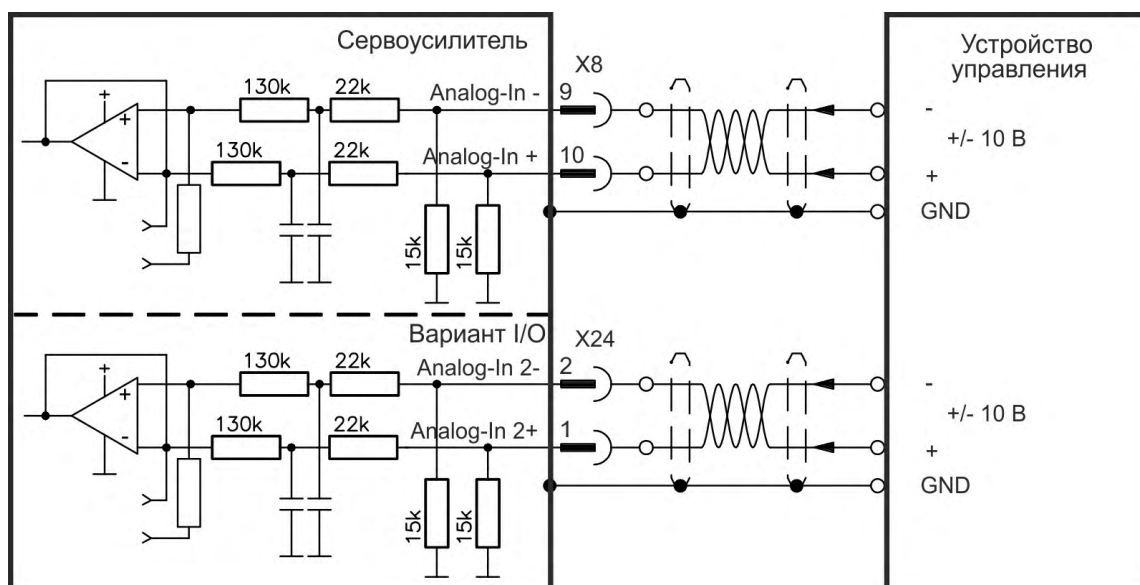 Сервоусилитель
Устройство
управления
X8
130k
22k
Analog-In -
9
-
+/- 10 В
130k
22k
Analog-In +
10
+
GND
15k
15k
+
+
-
Вариант I/O
X24
130k
22k
Analog-In 2-
2
-
+/- 10 В
130k
22k
Analog-In 2+
1
+
GND
15k
15k
+
+
-